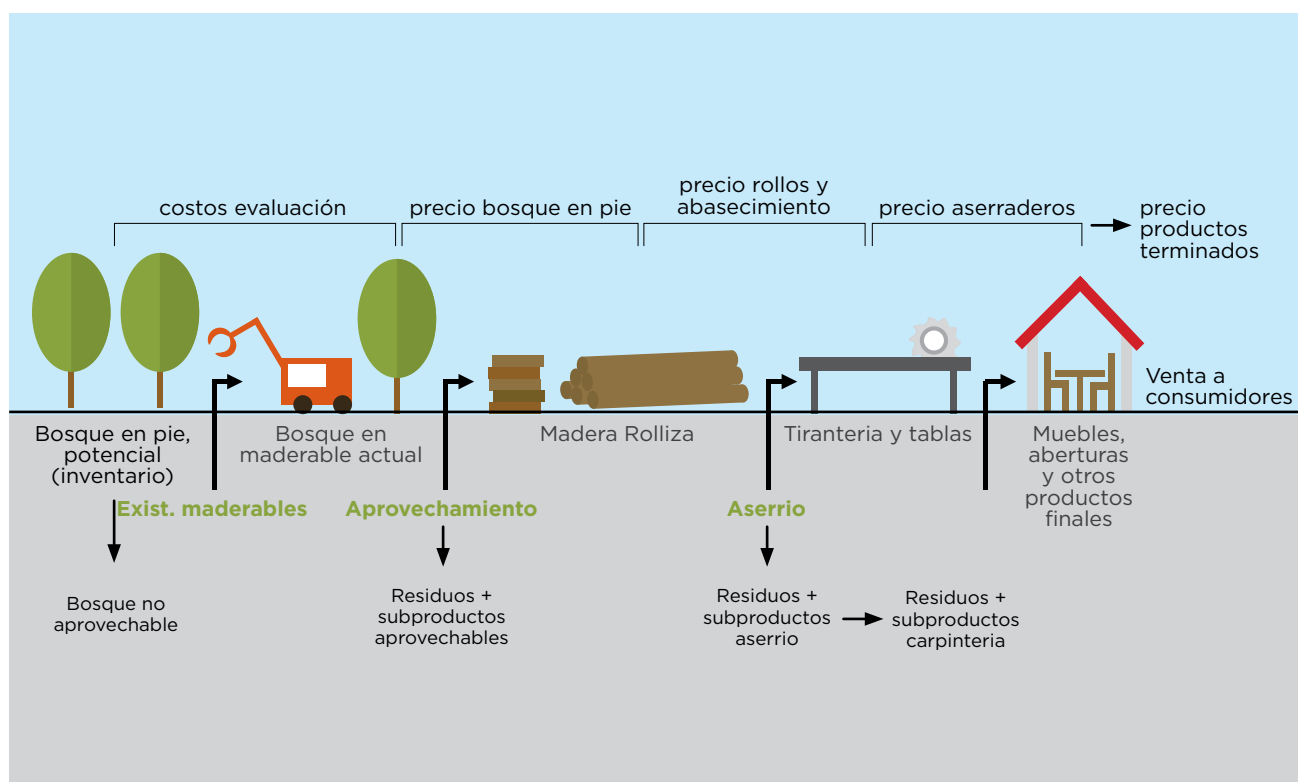 costos evaluación
precio bosque en pie
precio rollos y
abasecimiento
precio aserraderos
precio
productos
terminados
Venta a
consumidores
Bosque en pie,
potencial
(inventario)
Bosque en
maderable actual
Madera Rolliza
Tiranteria y tablas
Muebles,
aberturas
y otros
productos
finales
Exist. maderables
Aprovechamiento
Aserrio
Bosque no
aprovechable
Residuos +
subproductos
aprovechables
Residuos +
subproductos
aserrio
Residuos +
subproductos
carpinteria